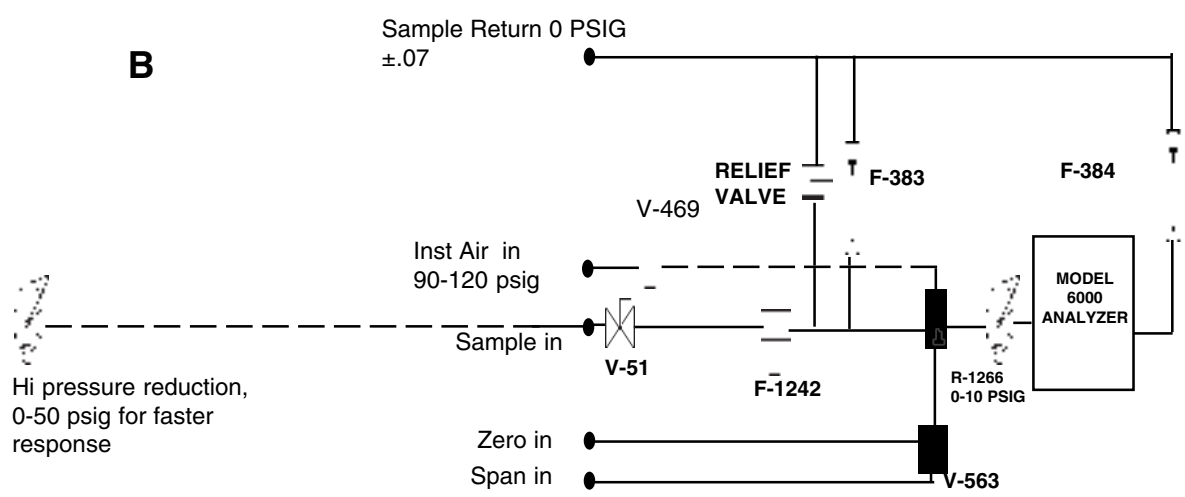 Sample Return 0 PSIG
±.07
B
RELIEF
VALVE
F-383
F-384
V-469
Inst Air in
90-120 psig
MODEL
6000
ANALYZER
Sample in
V-51
F-1242
R-1266
0-10 PSIG
Hi pressure reduction,
0-50 psig for faster
response
Zero in
Span in
V-563